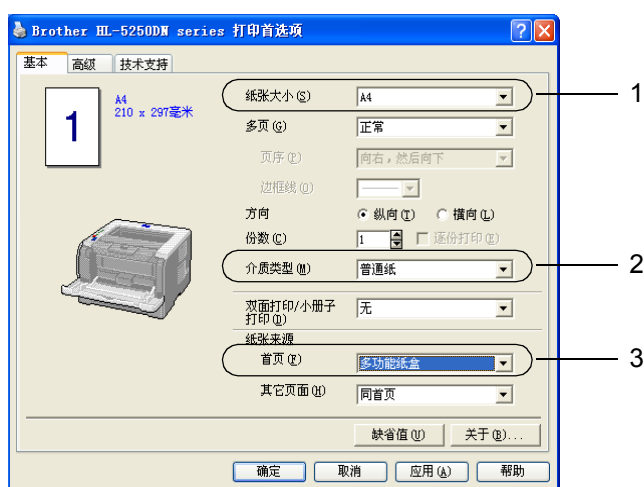 Brother HL-5250DN series 打印首选项
基本 高级 技术支持
1
A4
210 x 297毫米
纸张大小(S) A4 1
多页(G) 正常
页序(P) 向右，然后向下
边框线(O)
方向 纵向(T) 横向(L)
份数(C) 1 逐份打印(E)
介质类型(M) 普通纸 2
双面打印/小册子
打印(D) 无
纸张来源
首页(F) 多功能纸盒 3
其它页面(H) 同首页
缺省值(U) 关于(B)...
确定 取消 应用(A) 帮助